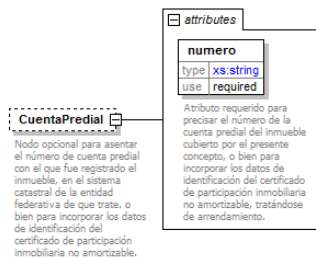 attributes
numero
type xs:string
use required
Atributo requerido para
precisar el número de la
cuenta predial del inmueble
cubierto por el presente
concepto, o bien para
incorporar los datos de
identificación del certificado
de participación inmobiliaria
no amortizable, tratándose
de arrendamiento.
CuentaPredial
Nodo opcional para asentar
el número de cuenta predial
con el que fue registrado el
inmueble, en el sistema
catastral de la entidad
federativa de que trate. o
bien para incorporar los datos
de identificación del
certificado de participación
inmobiliaria no amortizable.